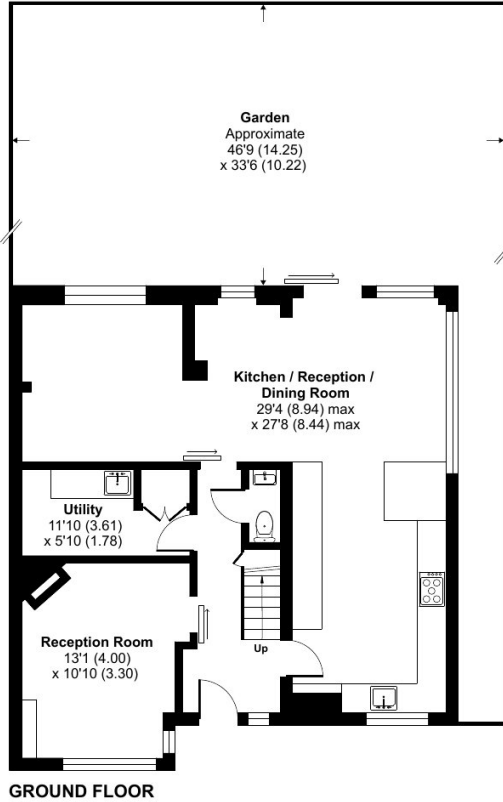 Garden
Approximate
46'9 (14.25)
x 33'6 (10.22)
Kitchen / Reception /
Dining Room
29'4 (8.94) max
x 27'8 (8.44) max
Utility
11'10 (3.61)
x 5'10 (1.78)
Reception Room
13'1 (4.00)
x 10'10 (3.30)
Up
GROUND FLOOR